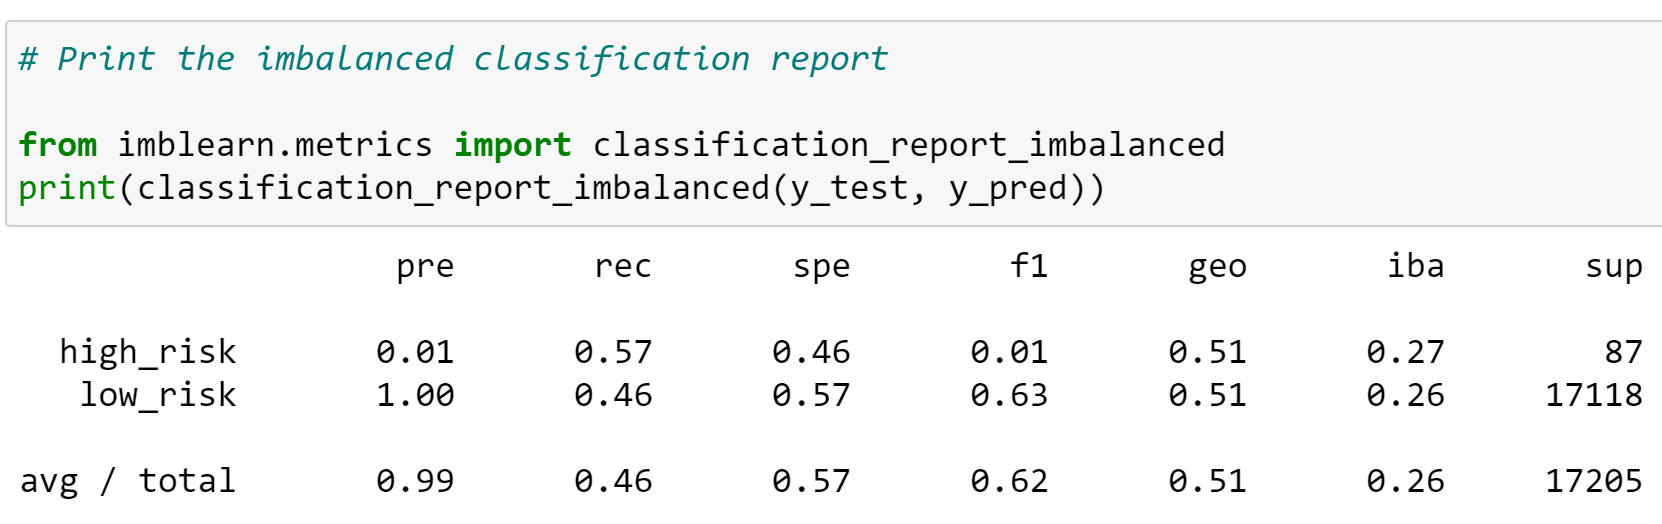 # Print the imbalanced classification report
from imblearn.metrics import classification_report_imbalanced
print(classification_report_imbalanced(y_test, y_pred))
pre rec spe f1 geo iba sup
high_risk 0.01 0.57 0.46 0.01 0.51 0.27 87
low_risk 1.00 0.46 0.57 0.63 0.51 0.26 17118
avg / total 0.99 0.46 0.57 0.62 0.51 0.26 17205